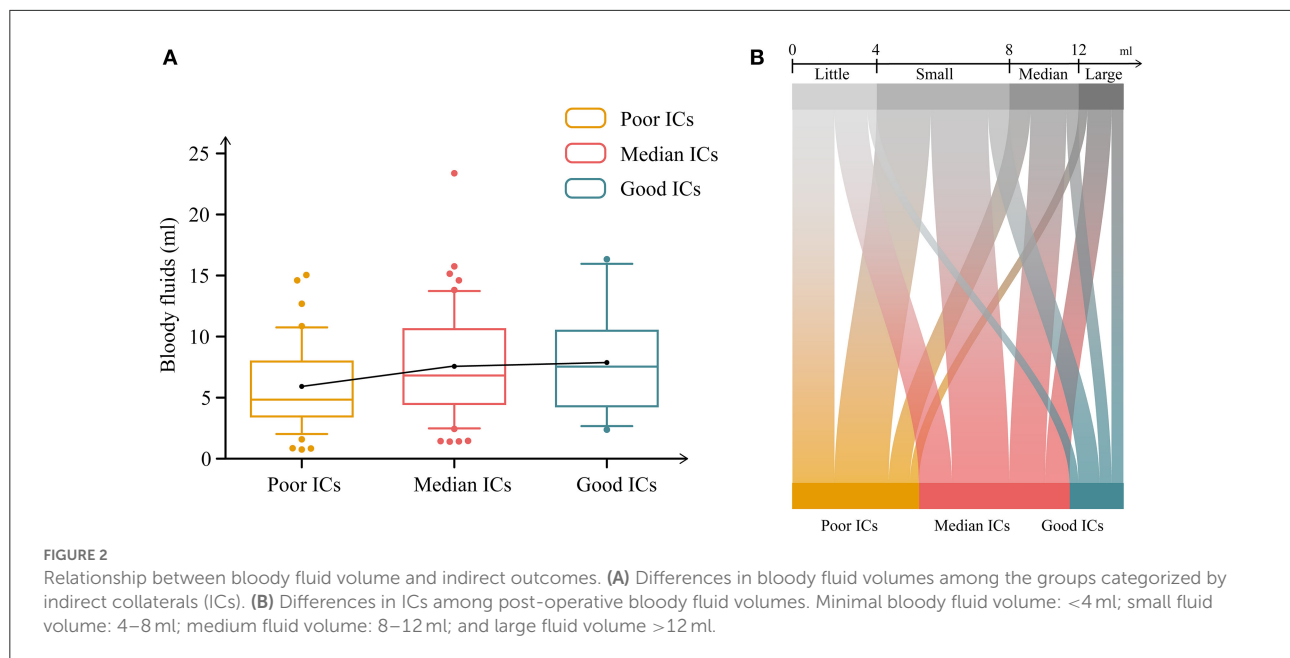 A
Poor ICs
Median ICs
Good ICs
Bloody fluids (ml)
25
20
15
10
5
0
Poor ICs
Median ICs
Good ICs
B
0
4
8
12
ml
Little
Small
Median
Large
Poor ICs
Median ICs
Good ICs
FIGURE 2
Relationship between bloody fluid volume and indirect outcomes. (A) Differences in bloody fluid volumes among the groups categorized by
indirect collaterals (ICs). (B) Differences in ICs among post-operative bloody fluid volumes. Minimal bloody fluid volume: <4 ml; small fluid
volume: 4–8 ml; medium fluid volume: 8–12 ml; and large fluid volume >12 ml.